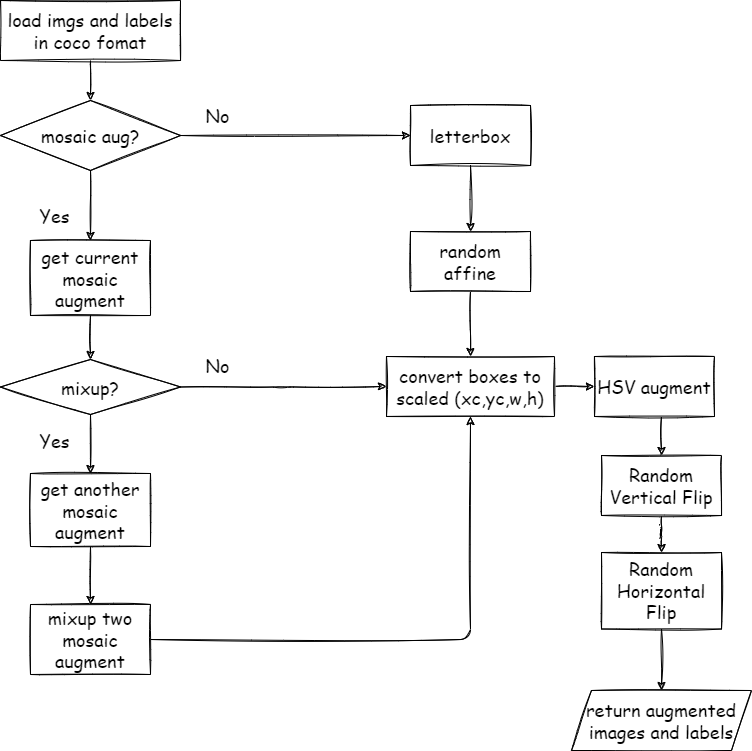 load imgs and labels
in coco fomat
mosaic aug?
No
letterbox
Yes
get current
mosaic
augment
random
affine
mixup?
No
convert boxes to
scaled (xc,yc,w,h)
HSV augment
Yes
get another
mosaic
augment
Random
Vertical Flip
Random
Horizontal
Flip
mixup two
mosaic
augment
return augmented
images and labels